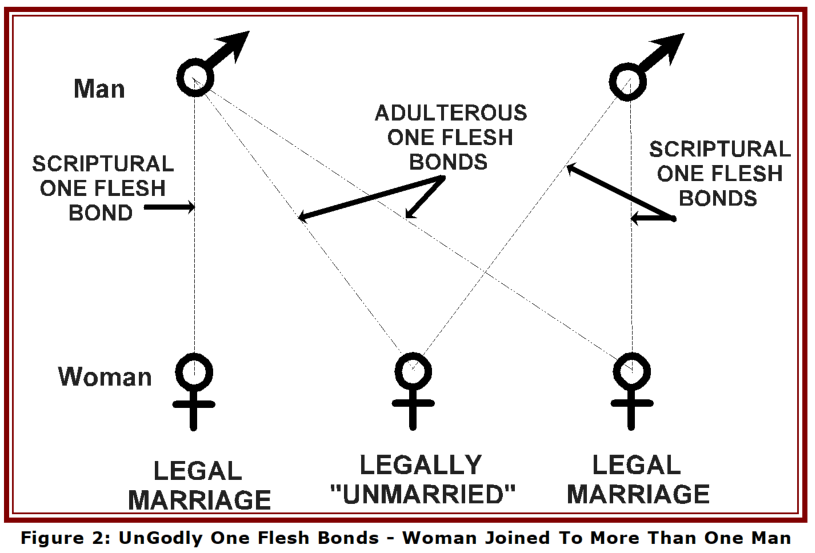 Man
ADULTEROUS
ONE FLESH
BONDS
SCRIPTURAL
ONE FLESH
BOND
SCRIPTURAL
ONE FLESH
BONDS
Woman
LEGAL
MARRIAGE
LEGALLY
"UNMARRIED"
LEGAL
MARRIAGE
Figure 2: UnGodly One Flesh Bonds - Woman Joined To More Than One Man